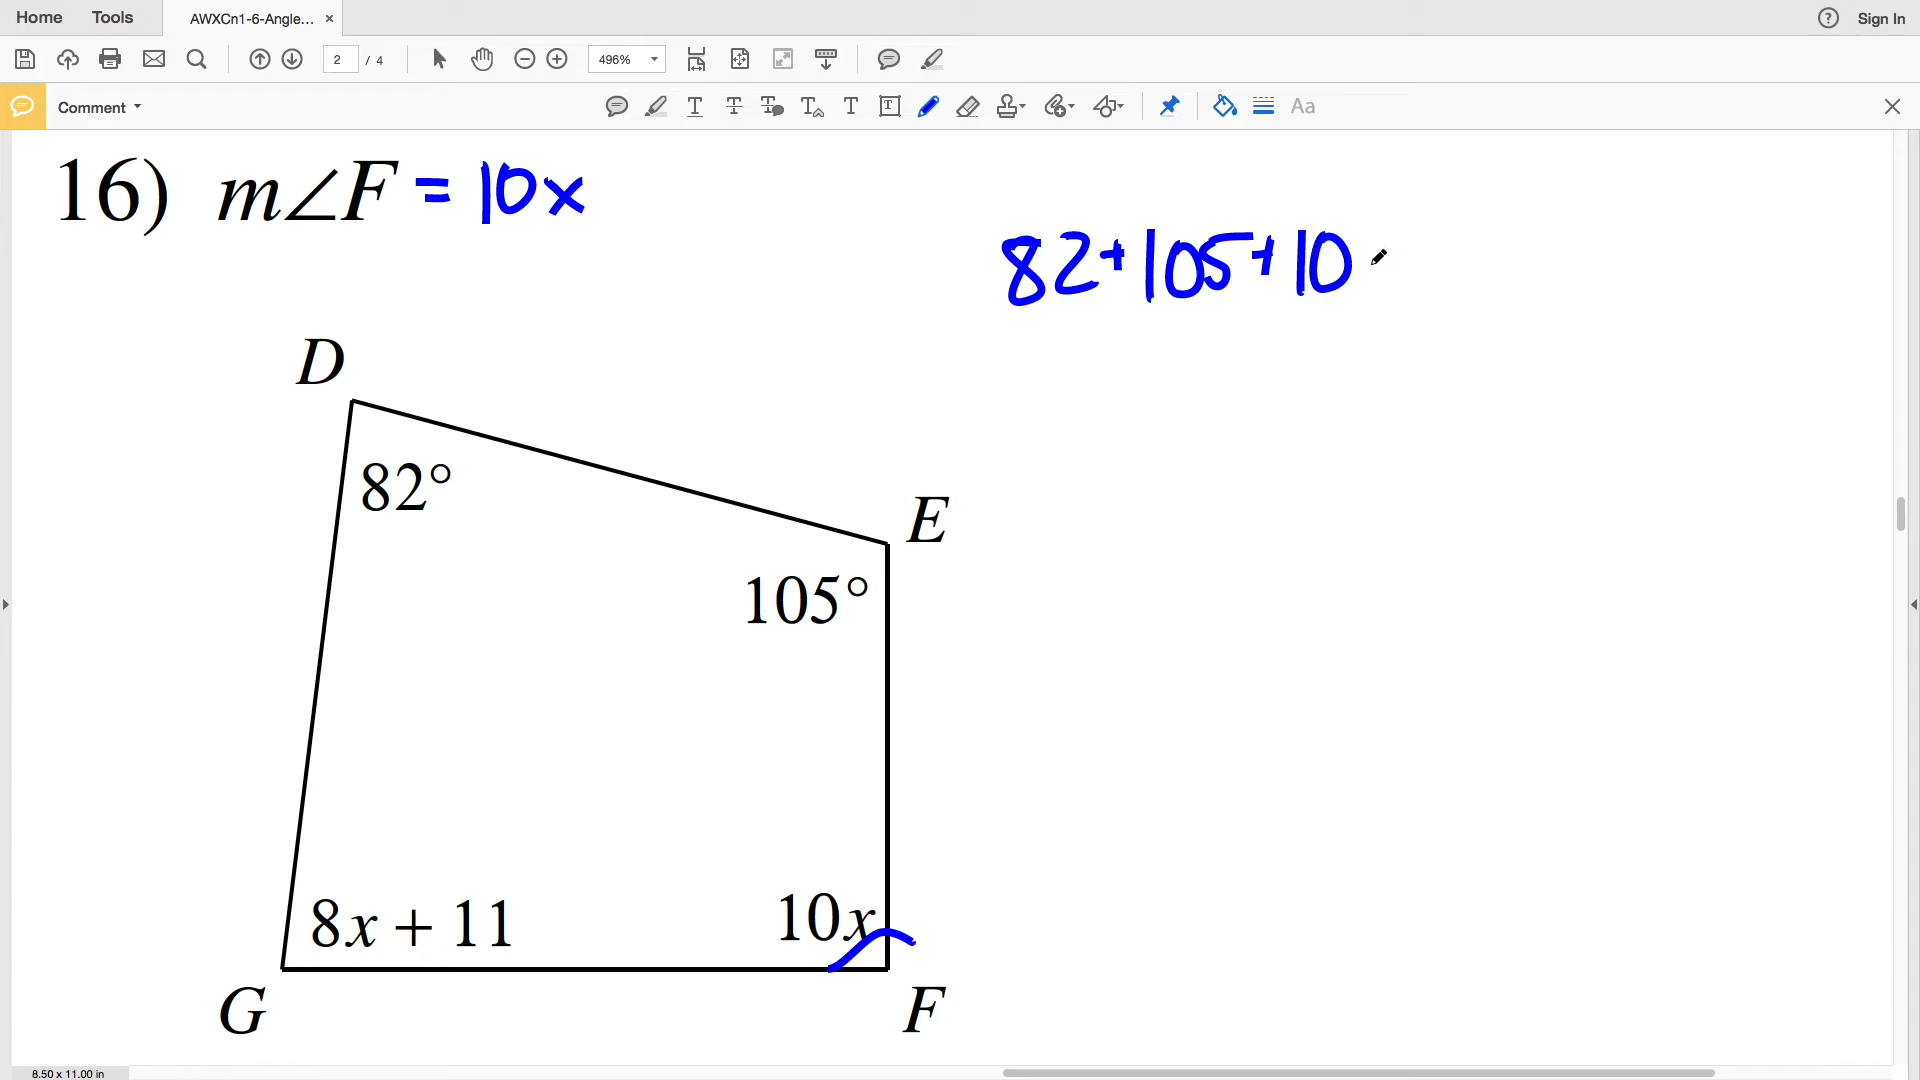 Home Tools AWXCn1-6-Angle... × ? Sign In
2 / 4 496%
Comment T T T T T T Aa
16) m∠F = 10x
82+105+10
D
82°
E
105°
8x + 11 10x
G F
8.50 x 11.00 in